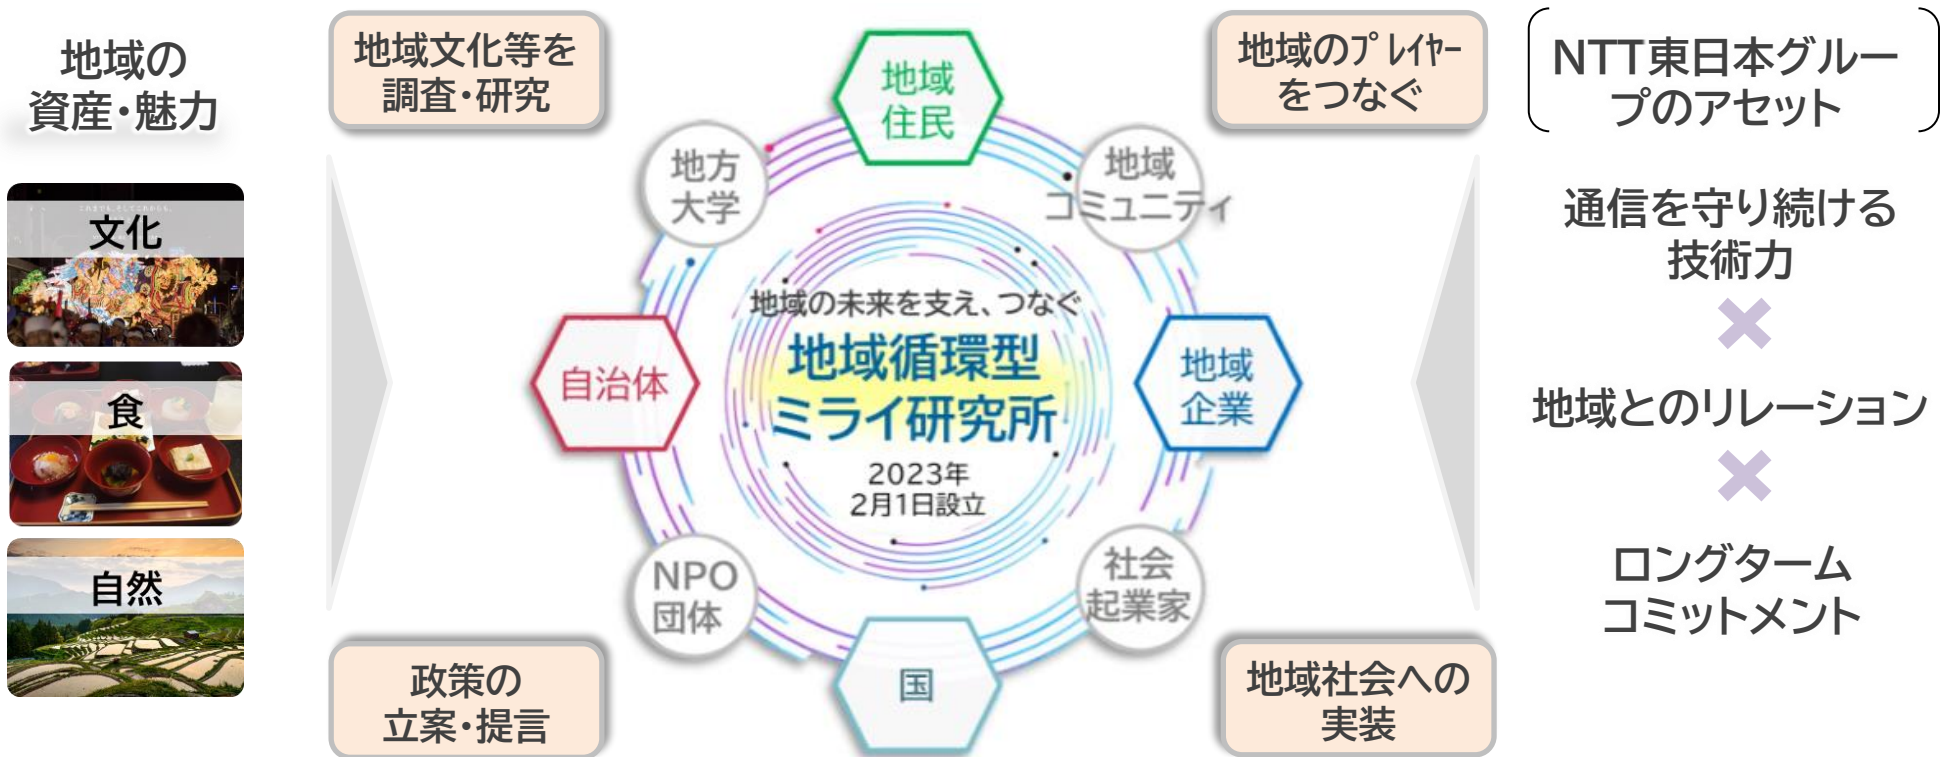 地域の
資産・魅力
文化
食
自然
地域文化等を
調査・研究
地域のプレイヤー
をつなぐ
政策の
立案・提言
地域社会への
実装
地域
住民
地方
大学
地域
コミュニティ
自治体
地域
企業
NPO
団体
社会
起業家
国
地域の未来を支え、つなぐ
地域循環型
ミライ研究所
2023年
2月1日設立
NTT東日本グルー
プのアセット
通信を守り続ける
技術力
×
地域とのリレーション
×
ロングターム
コミットメント